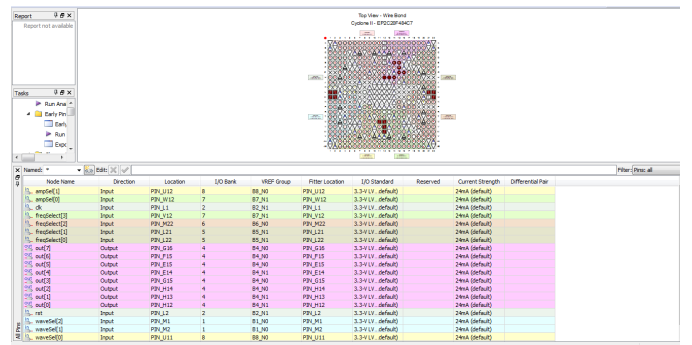 Report
Report not available
Top View - Wire Bond
Cyclone II - EP2C20F484C7
Tasks
Run Ana
Early Pin
Early
Run
Expo
Named: *
Edit:
Filter: Pins: all
Node Name Direction Location I/O Bank VREF Group Fitter Location I/O Standard Reserved Current Strength Differential Pair
ampSel[1] Input PIN_U12 8 B8_N0 PIN_U12 3.3-V LV...default) 24mA (default)
ampSel[0] Input PIN_W12 7 B7_N1 PIN_W12 3.3-V LV...default) 24mA (default)
clk Input PIN_L1 2 B2_N1 PIN_L1 3.3-V LV...default) 24mA (default)
freqSelect[3] Input PIN_V12 7 B7_N1 PIN_V12 3.3-V LV...default) 24mA (default)
freqSelect[2] Input PIN_M22 6 B6_N0 PIN_M22 3.3-V LV...default) 24mA (default)
freqSelect[1] Input PIN_L21 5 B5_N1 PIN_L21 3.3-V LV...default) 24mA (default)
freqSelect[0] Input PIN_L22 5 B5_N1 PIN_L22 3.3-V LV...default) 24mA (default)
out[7] Output PIN_G16 4 B4_N0 PIN_G16 3.3-V LV...default) 24mA (default)
out[6] Output PIN_F15 4 B4_N0 PIN_F15 3.3-V LV...default) 24mA (default)
out[5] Output PIN_E15 4 B4_N0 PIN_E15 3.3-V LV...default) 24mA (default)
out[4] Output PIN_E14 4 B4_N0 PIN_E14 3.3-V LV...default) 24mA (default)
out[3] Output PIN_G15 4 B4_N0 PIN_G15 3.3-V LV...default) 24mA (default)
out[2] Output PIN_H14 4 B4_N0 PIN_H14 3.3-V LV...default) 24mA (default)
out[1] Output PIN_H13 4 B4_N0 PIN_H13 3.3-V LV...default) 24mA (default)
out[0] Output PIN_H12 4 B4_N1 PIN_H12 3.3-V LV...default) 24mA (default)
rst Input PIN_L2 2 B2_N1 PIN_L2 3.3-V LV...default) 24mA (default)
waveSel[2] Input PIN_M1 1 B1_N0 PIN_M1 3.3-V LV...default) 24mA (default)
waveSel[1] Input PIN_M2 1 B1_N0 PIN_M2 3.3-V LV...default) 24mA (default)
waveSel[0] Input PIN_U11 8 B8_N0 PIN_U11 3.3-V LV...default) 24mA (default)
All Pins